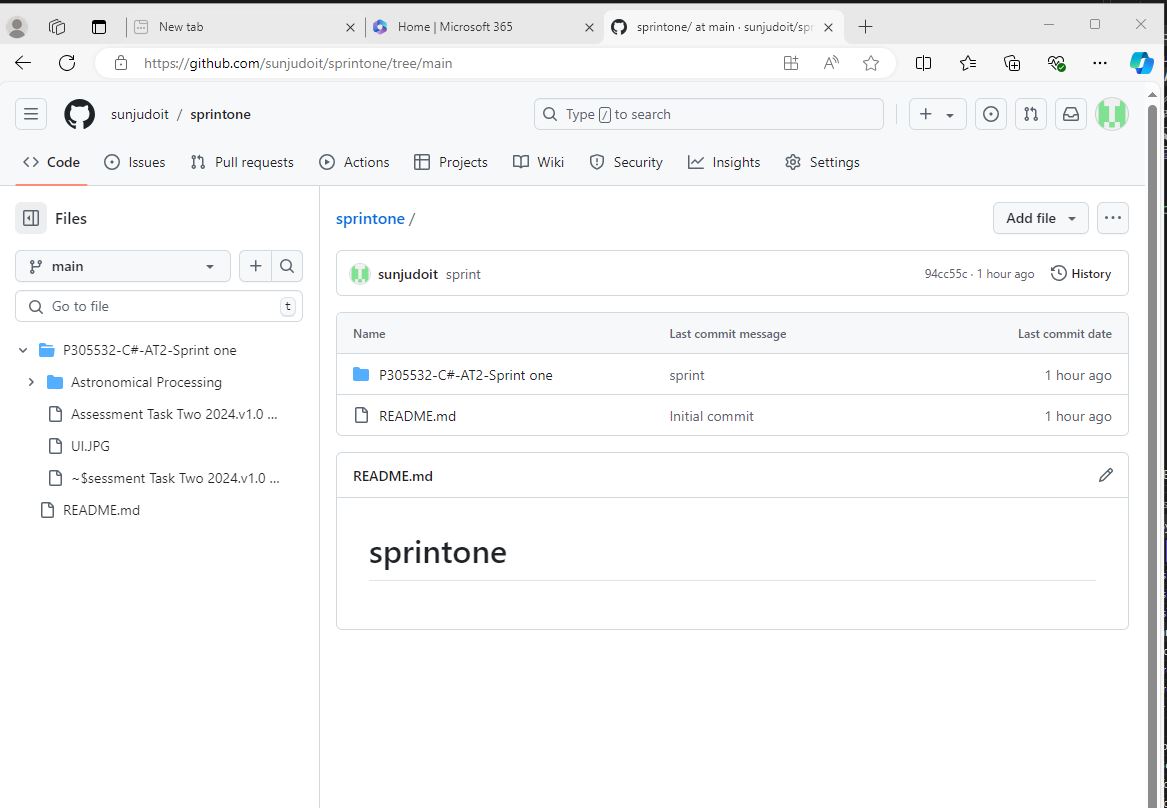 New tab
Home | Microsoft 365
sprintone/ at main · sunjudoit/spr
https://github.com/sunjudoit/sprintone/tree/main
sunjudoit / sprintone
Type / to search
Code
Issues
Pull requests
Actions
Projects
Wiki
Security
Insights
Settings
Files
main
Go to file
t
P305532-C#-AT2-Sprint one
Astronomical Processing
Assessment Task Two 2024.v1.0 ...
UI.JPG
~$sessment Task Two 2024.v1.0 ...
README.md
sprintone /
Add file
sunjudoit sprint
94cc55c · 1 hour ago
History
Name Last commit message Last commit date
P305532-C#-AT2-Sprint one sprint 1 hour ago
README.md Initial commit 1 hour ago
README.md
sprintone